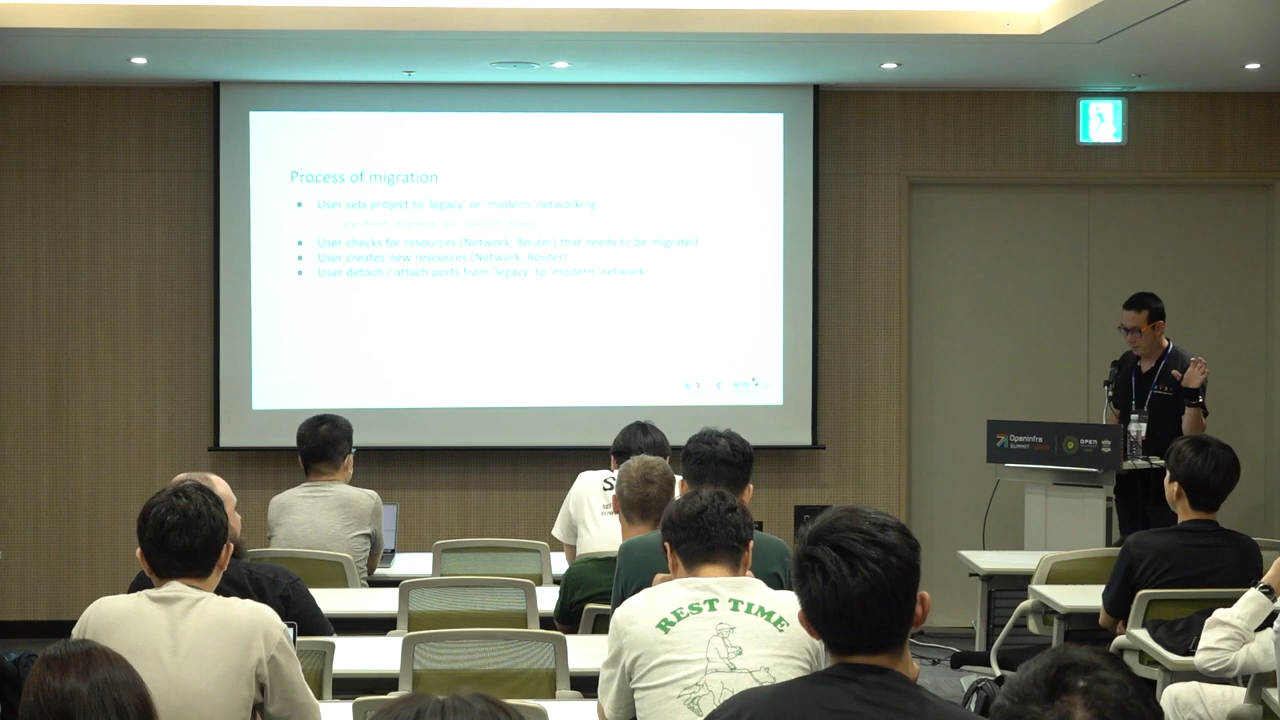 Process of migration
User sets project to 'legacy' or 'modern' networking
User checks for resources (Network, Router) that needs to be migrated
User creates new resources (Network, Router)
User detach / attach ports from 'legacy' to 'modern' network
OpenInfra
SUMMIT
OPEN
REST TIME